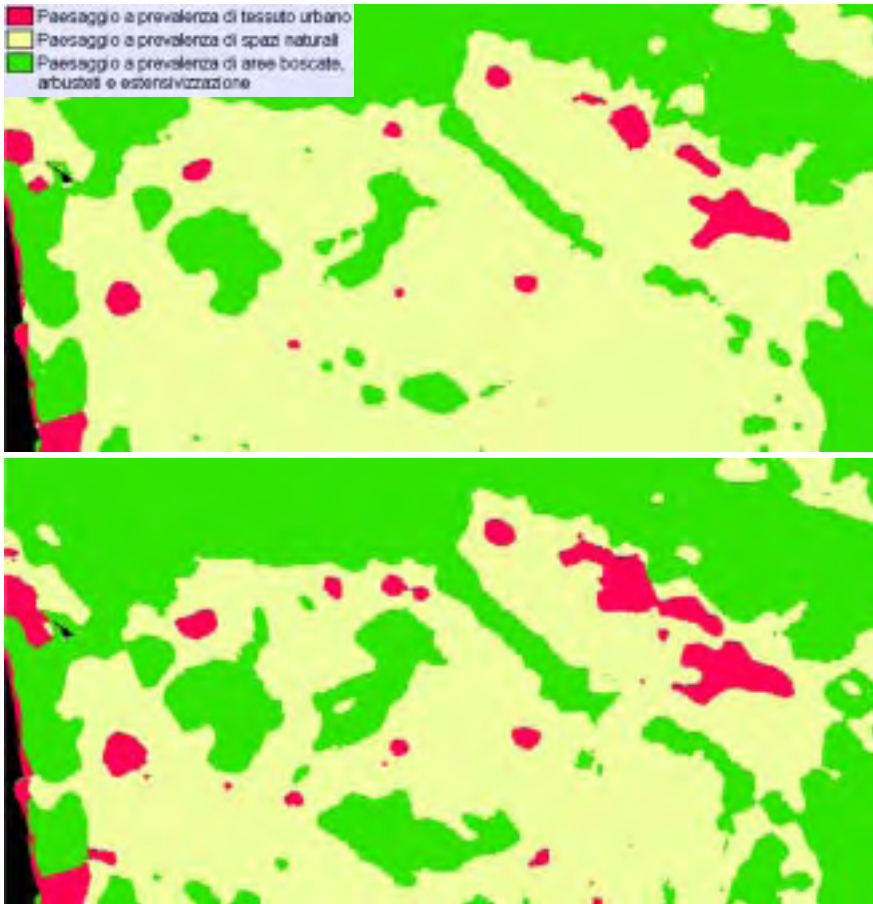 Paesaggio a prevalenza di tessuto urbano
Paesaggio a prevalenza di spazi naturali
Paesaggio a prevalenza di aree boscate,
arbusteti e estensivizzazione